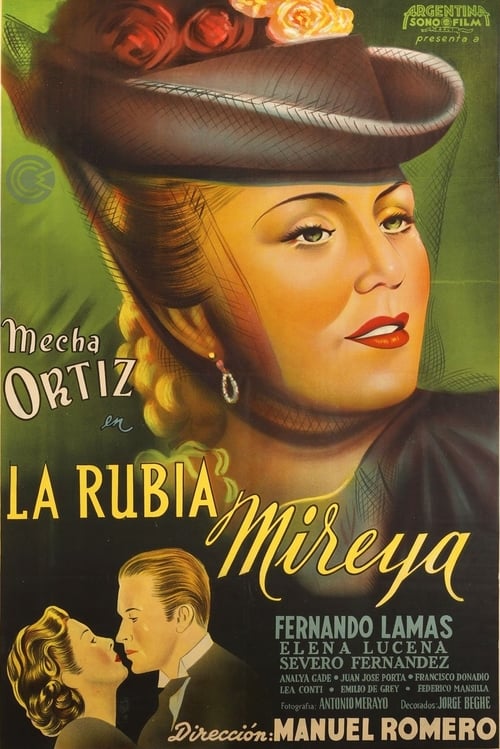 ARGENTINA
SONO FILM
presenta a
Mecha
ORTIZ
en
LA RUBIA
Mireya
FERNANDO LAMAS
ELENA LUCENA
SEVERO FERNANDEZ
ANALYA GADE · JUAN JOSE PORTA · FRANCISCO DONADIO
LEA CONTI · EMILIO DE GREY · FEDERICO MANSILLA
Fotografia: ANTONIO MERAYO Decorados: JORGE BEGHE
Dirección: MANUEL ROMERO